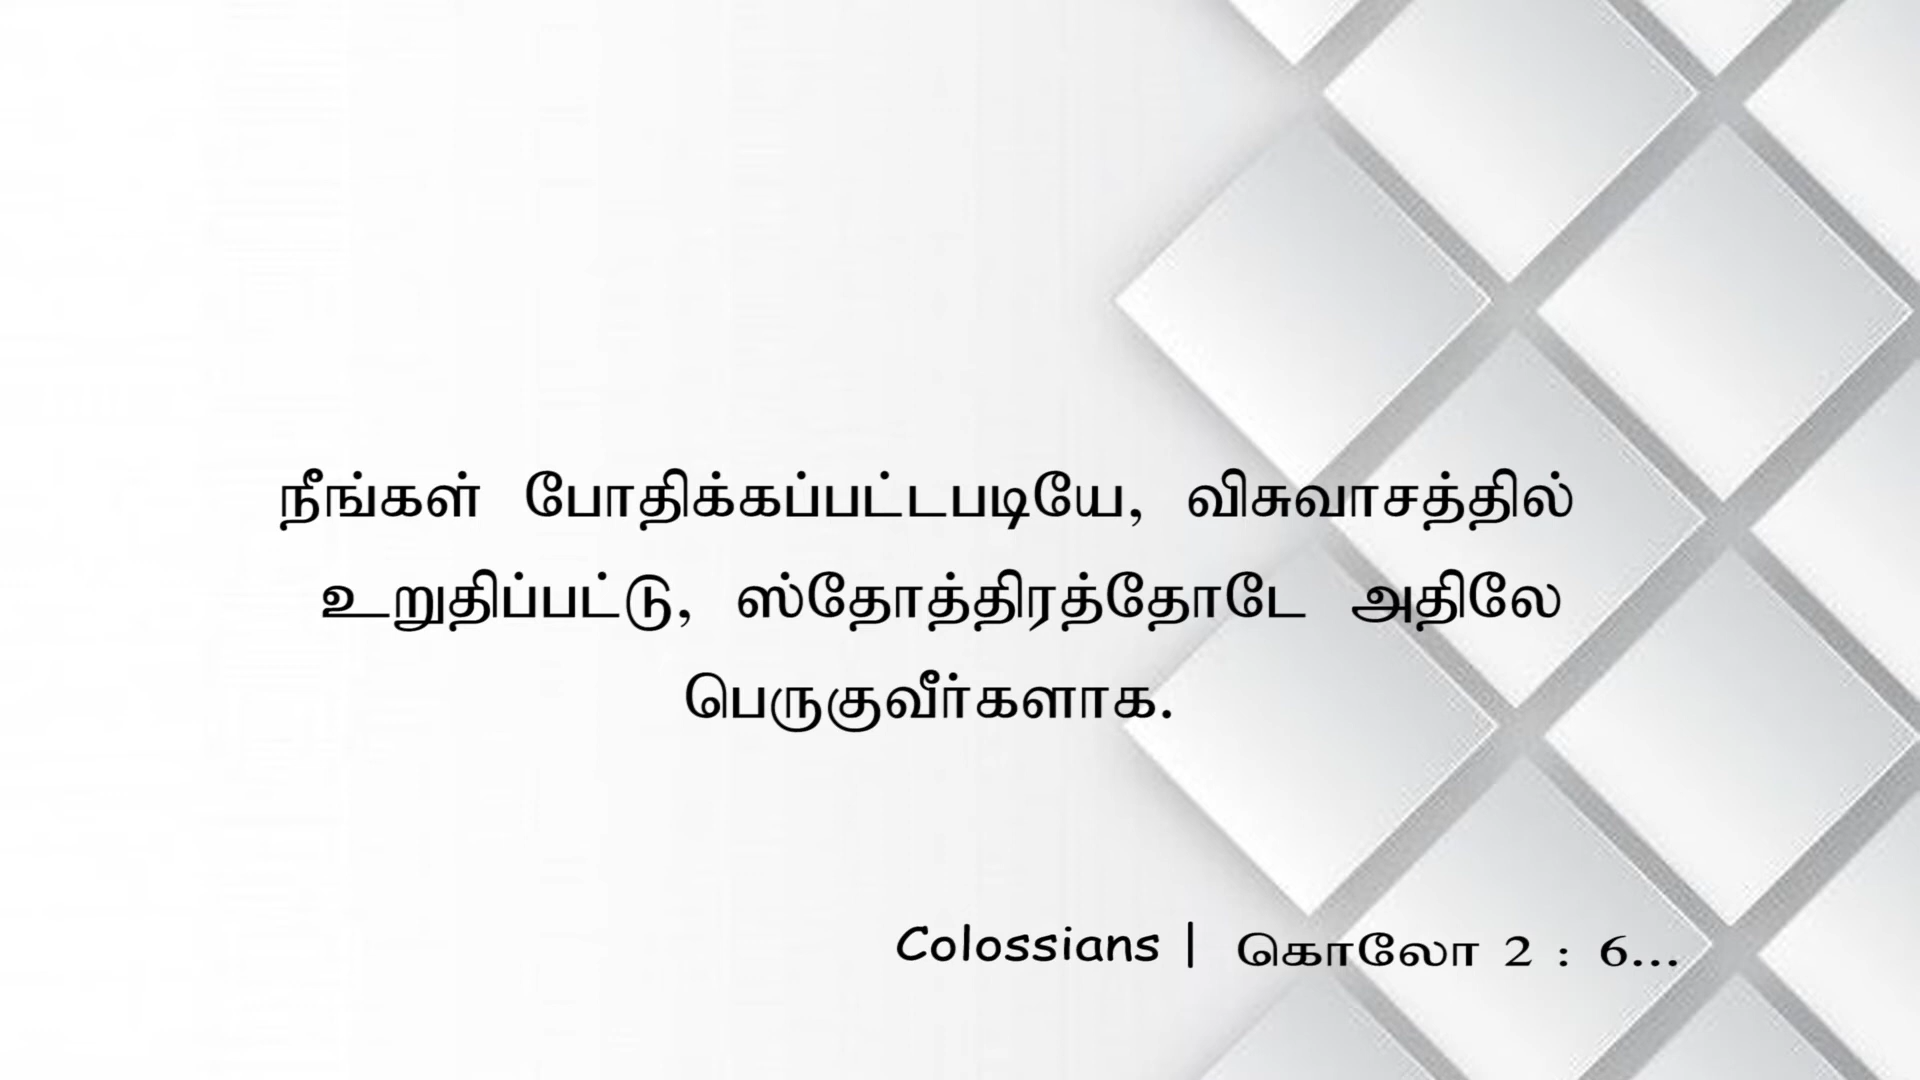 நீங்கள் போதிக்கப்பட்டபடியே, விசுவாசத்தில்
உறுதிப்பட்டு, ஸ்தோத்திரத்தோடே அதிலே
பெருகுவீர்களாக.
Colossians | கொலோ 2 : 6...